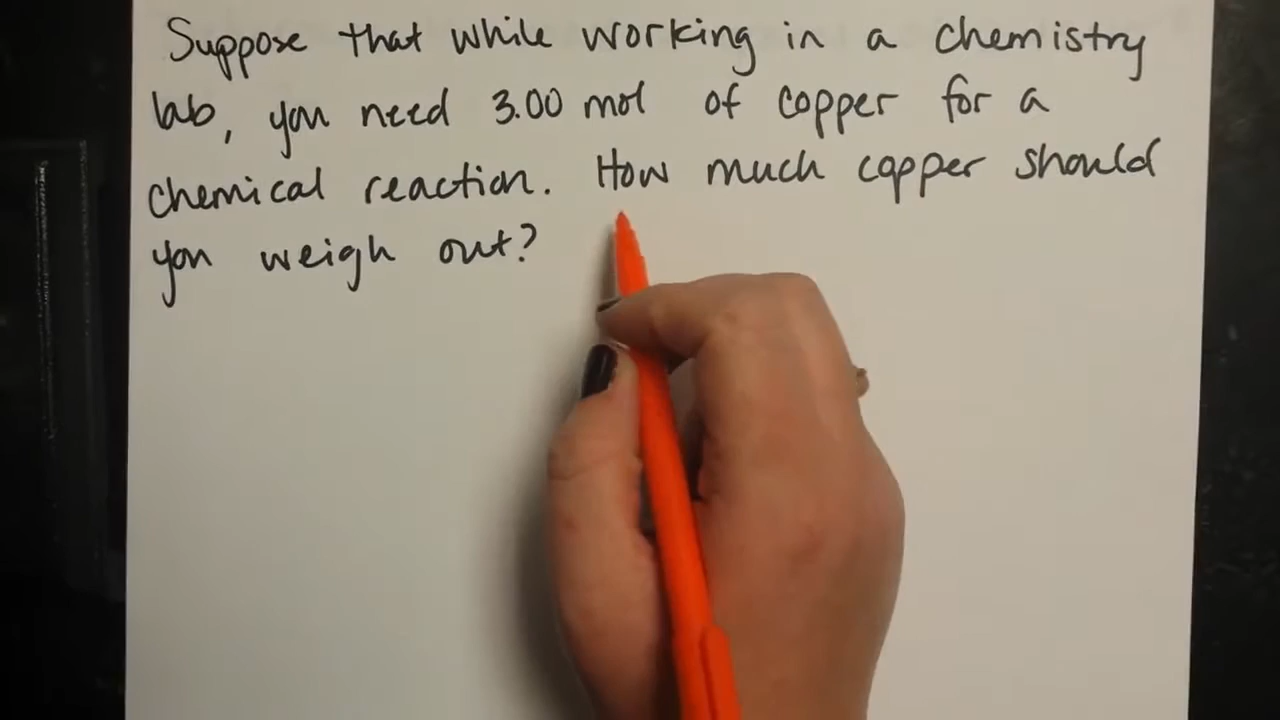 Suppose that while working in a chemistry
lab, you need 3.00 mol of copper for a
chemical reaction. How much copper should
you weigh out?